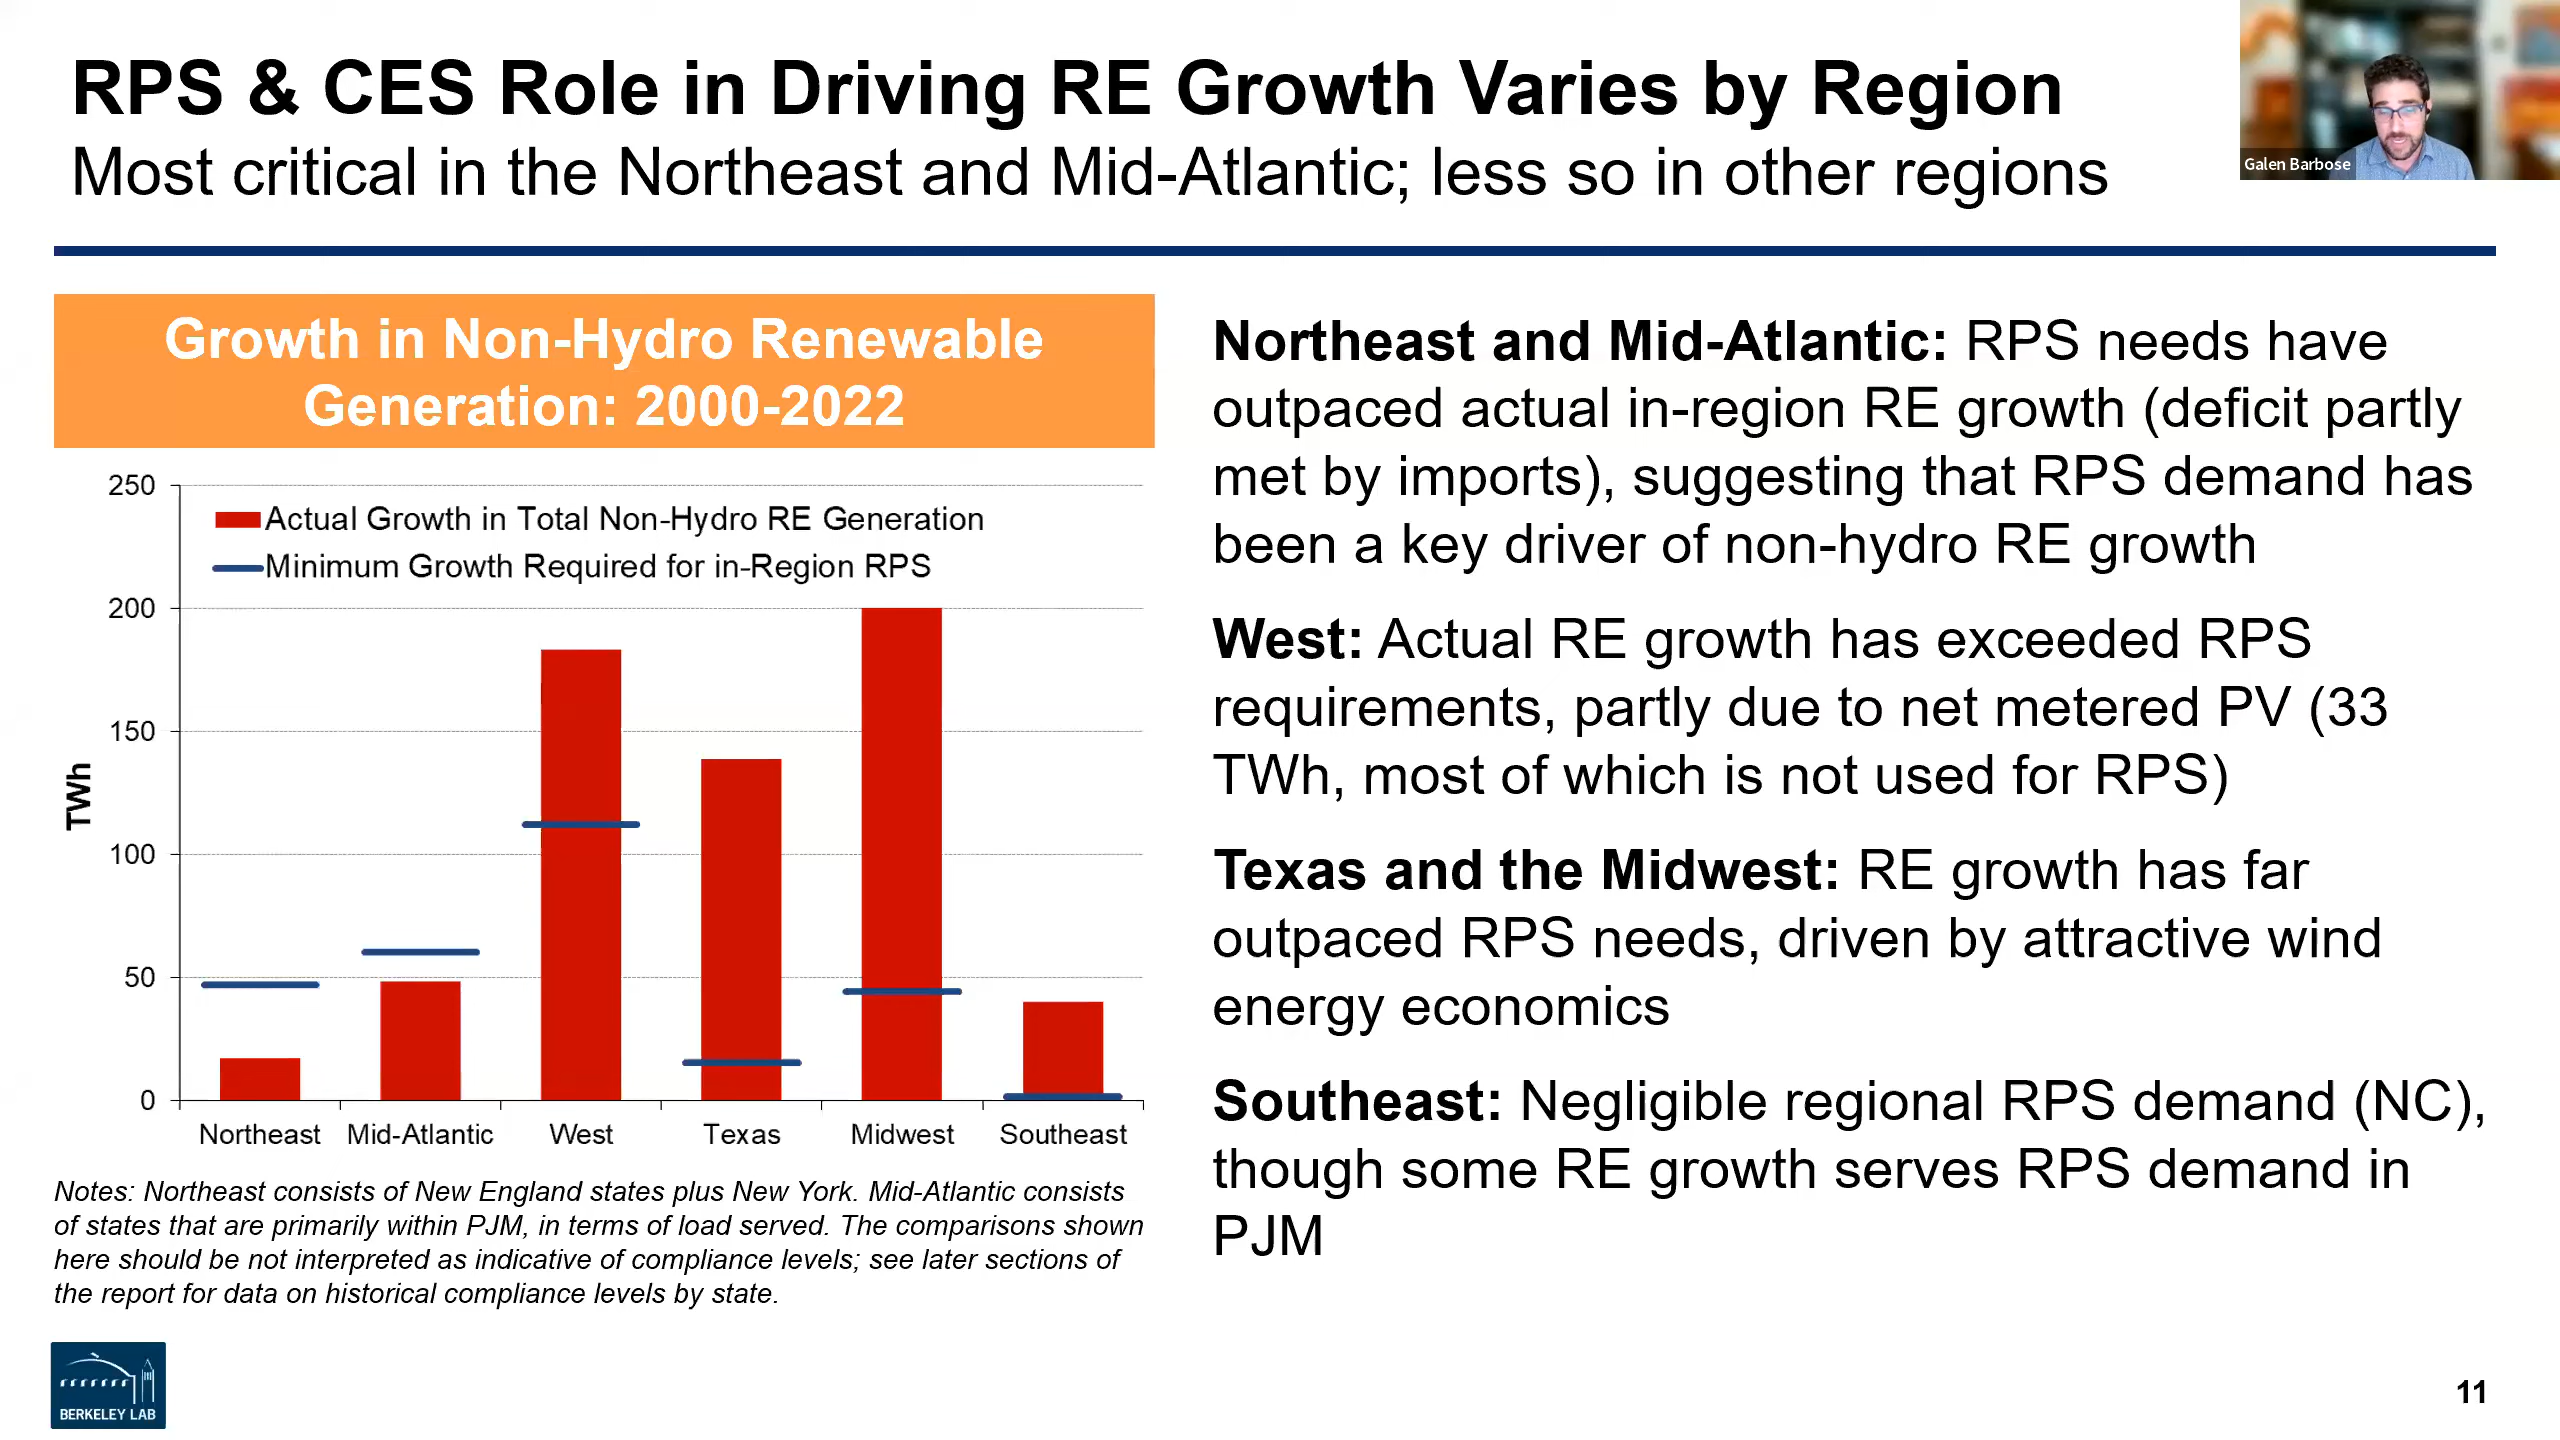 RPS & CES Role in Driving RE Growth Varies by Region
Most critical in the Northeast and Mid-Atlantic; less so in other regions
Galen Barbose
Growth in Non-Hydro Renewable
Generation: 2000-2022
250
200
150
100
50
0
TWh
Actual Growth in Total Non-Hydro RE Generation
Minimum Growth Required for in-Region RPS
Northeast Mid-Atlantic West Texas Midwest Southeast
Notes: Northeast consists of New England states plus New York. Mid-Atlantic consists
of states that are primarily within PJM, in terms of load served. The comparisons shown
here should be not interpreted as indicative of compliance levels; see later sections of
the report for data on historical compliance levels by state.
Northeast and Mid-Atlantic: RPS needs have
outpaced actual in-region RE growth (deficit partly
met by imports), suggesting that RPS demand has
been a key driver of non-hydro RE growth
West: Actual RE growth has exceeded RPS
requirements, partly due to net metered PV (33
TWh, most of which is not used for RPS)
Texas and the Midwest: RE growth has far
outpaced RPS needs, driven by attractive wind
energy economics
Southeast: Negligible regional RPS demand (NC),
though some RE growth serves RPS demand in
PJM
BERKELEY LAB
11